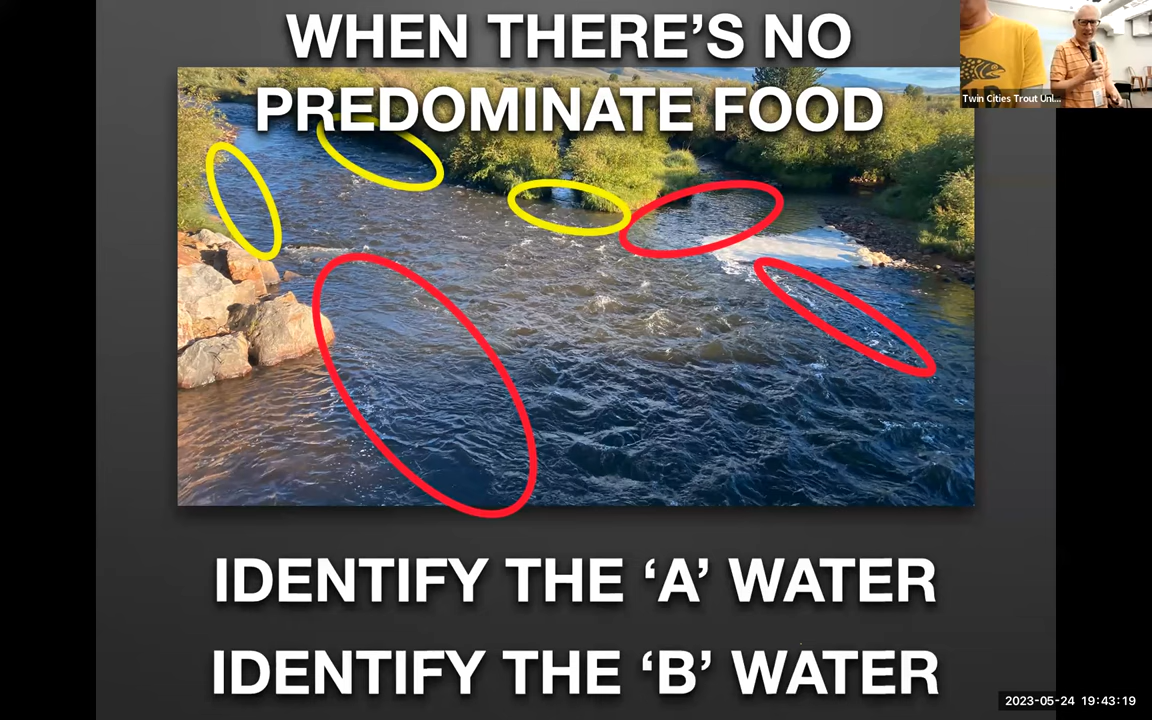 WHEN THERE'S NO
PREDOMINATE FOOD
Twin Cities Trout Unl...
IDENTIFY THE ‘A’ WATER
IDENTIFY THE ‘B’ WATER
2023-05-24 19:43:19